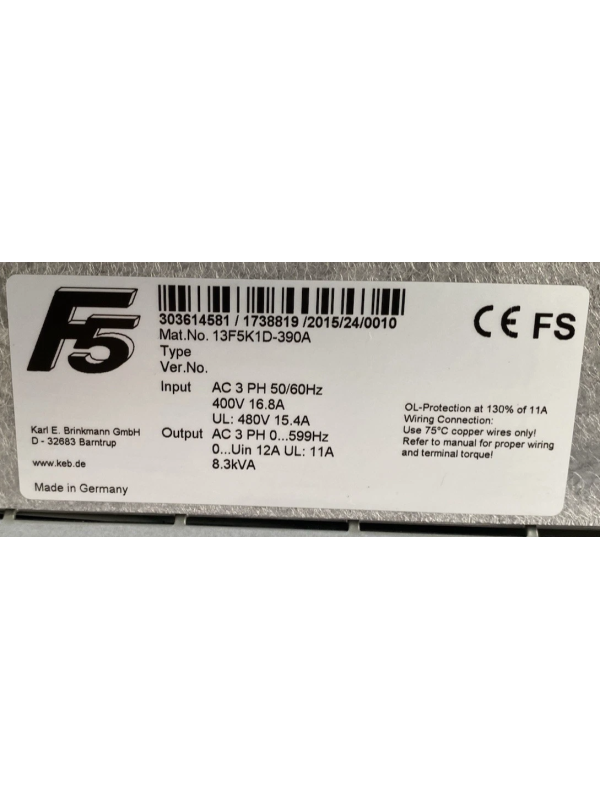 F5
303614581 / 1738819 /2015/24/0010
Mat.No. 13F5K1D-390A
Type
Ver.No.
Input AC 3 PH 50/60Hz
400V 16.8A
UL: 480V 15.4A
Output AC 3 PH 0...599Hz
0...Uin 12A UL: 11A
8.3kVA
CE FS
OL-Protection at 130% of 11A
Wiring Connection:
Use 75°C copper wires only!
Refer to manual for proper wiring
and terminal torque!
Karl E. Brinkmann GmbH
D - 32683 Barntrup
www.keb.de
Made in Germany